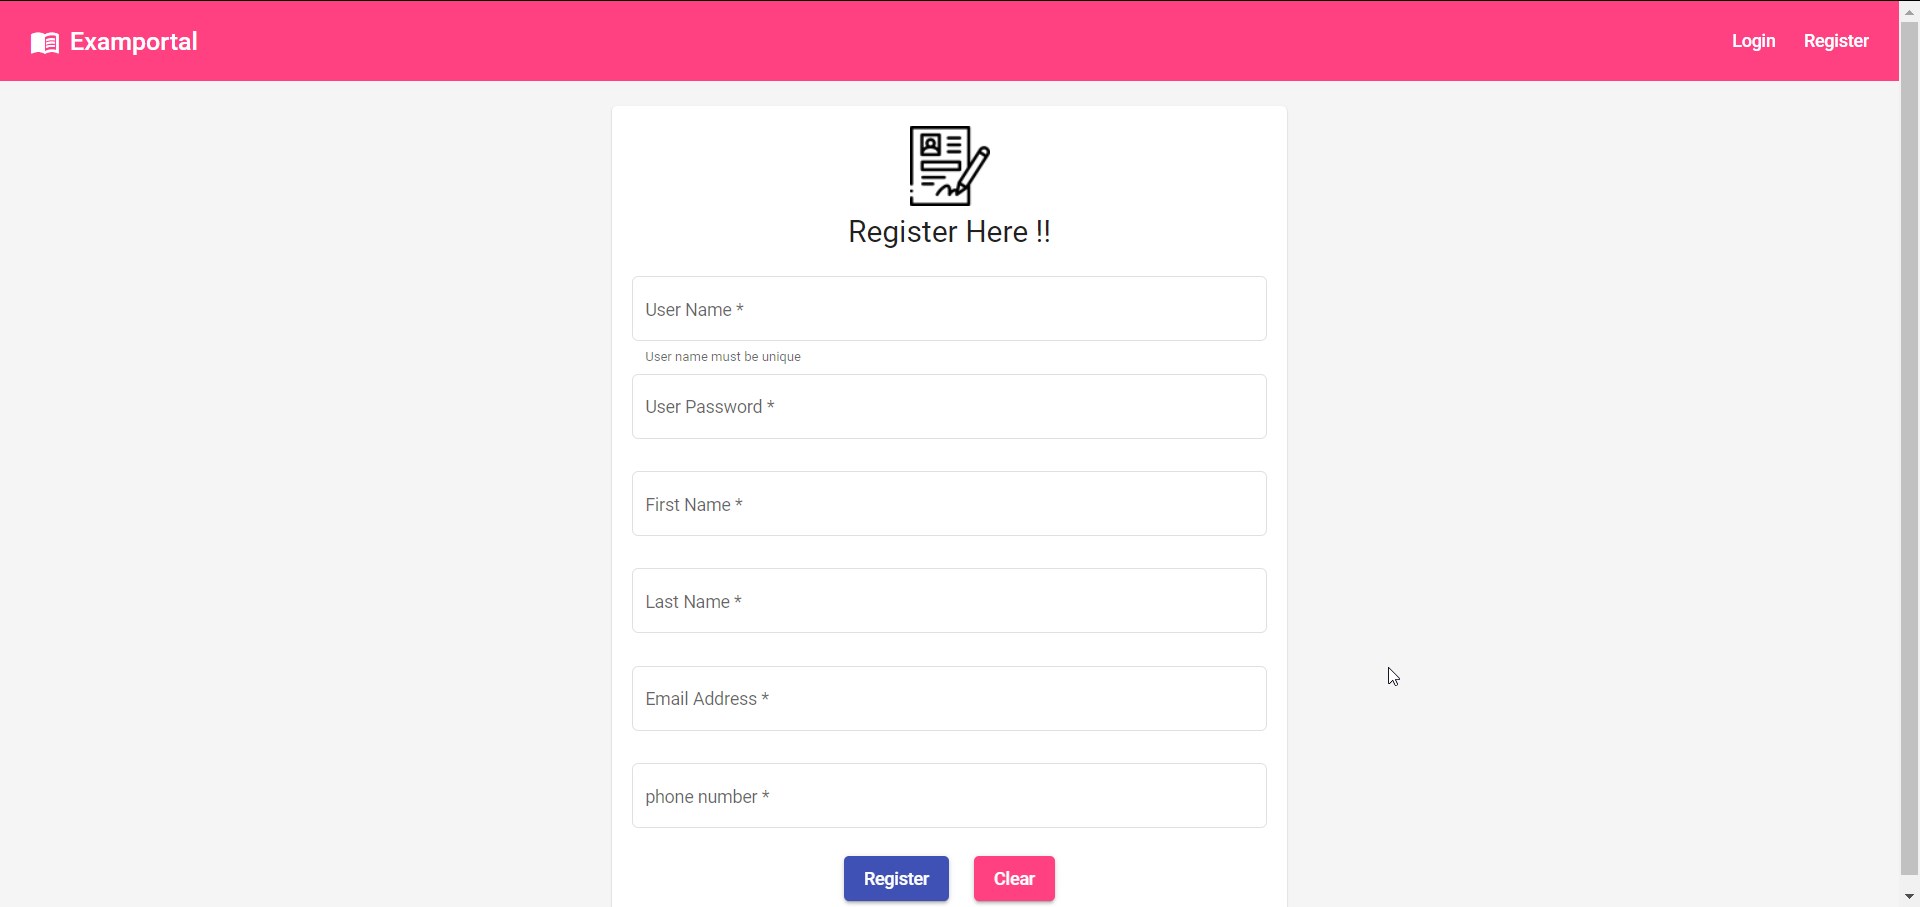 Examportal
Login
Register
Register Here !!
User Name *
User name must be unique
User Password *
First Name *
Last Name *
Email Address *
phone number *
Register
Clear